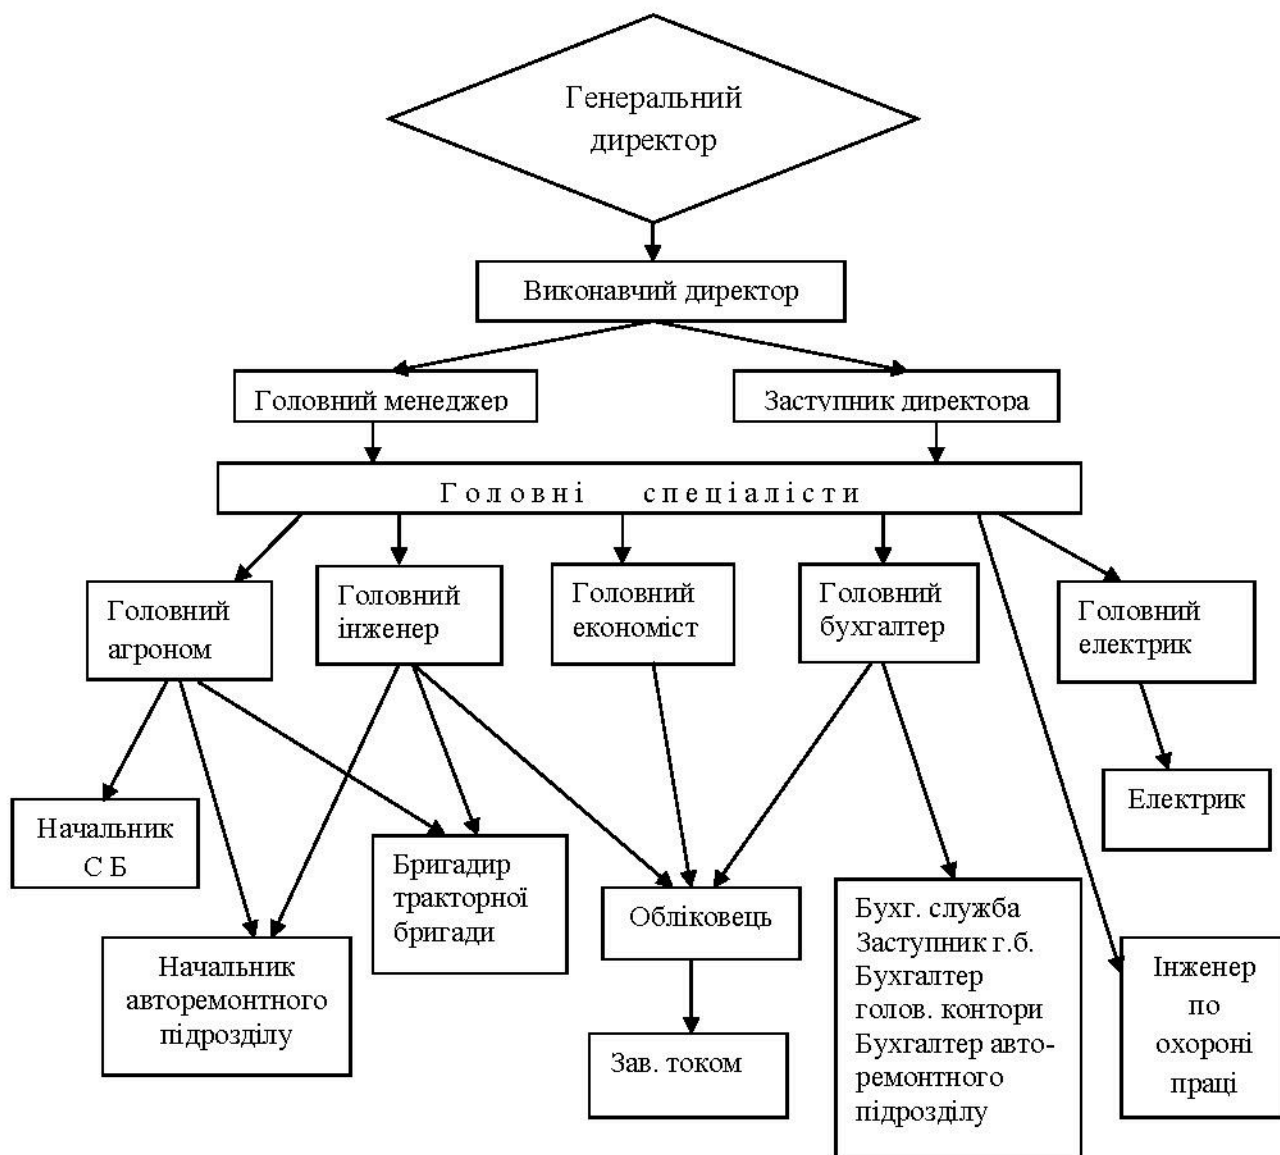 Генеральний
директор
Виконавчий директор
Головний менеджер
Заступник директора
Головні спеціалісти
Головний
агроном
Головний
інженер
Головний
економіст
Головний
бухгалтер
Головний
електрик
Електрик
Начальник
С Б
Бригадир
тракторної
бригади
Обліковець
Бухг. служба
Заступник г.б.
Бухгалтер
голов. контори
Бухгалтер авто-
ремонтного
підрозділу
Начальник
авторемонтного
підрозділу
Зав. током
Інженер
по
охороні
праці